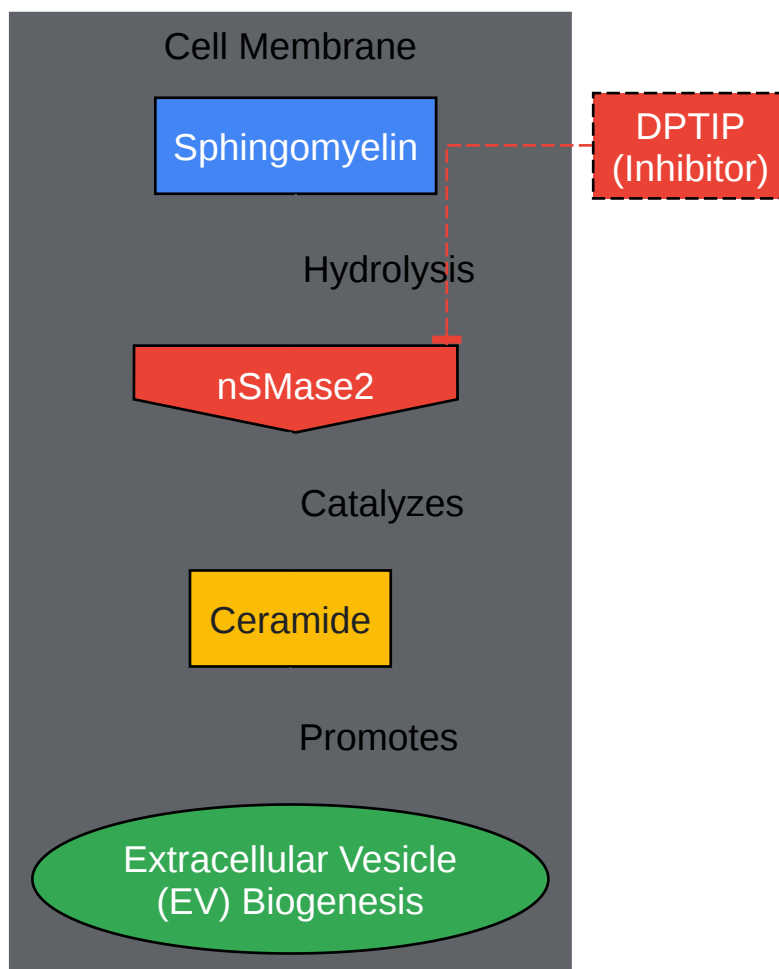 Cell Membrane
Sphingomyelin
DPTIP
(Inhibitor)
Hydrolysis
nSMase2
Catalyzes
Ceramide
Promotes
Extracellular Vesicle
(EV) Biogenesis